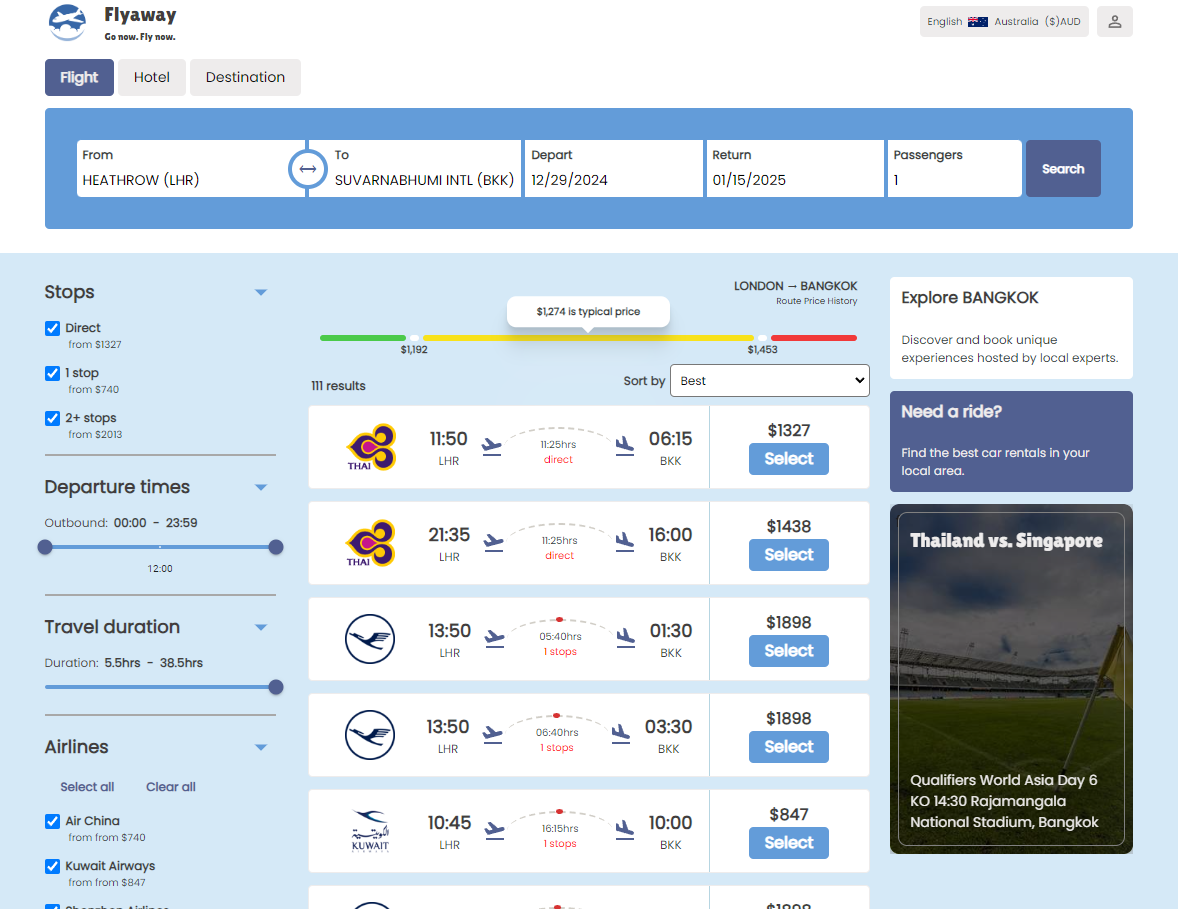 Flyaway
Go now. Fly now.
English Australia ($)AUD
Flight Hotel Destination
From To Depart Return Passengers
HEATHROW (LHR) SUVARNABHUMI INTL (BKK) 12/29/2024 01/15/2025 1
Search
Stops
Direct
from $1327
1 stop
from $740
2+ stops
from $2013
Departure times
Outbound: 00:00 - 23:59
12:00
Travel duration
Duration: 5.5hrs - 38.5hrs
Airlines
Select all Clear all
Air China
from from $740
Kuwait Airways
from from $847
Shenzhen Airlines
LONDON → BANGKOK
Route Price History
$1,274 is typical price
$1,192 $1,453
111 results
Sort by Best
THAI
11:50 LHR
11:25hrs
direct
06:15 BKK
$1327
Select
THAI
21:35 LHR
11:25hrs
direct
16:00 BKK
$1438
Select
13:50 LHR
05:40hrs
1 stops
01:30 BKK
$1898
Select
13:50 LHR
06:40hrs
1 stops
03:30 BKK
$1898
Select
KUWAIT
10:45 LHR
16:15hrs
1 stops
10:00 BKK
$847
Select
$1898
Explore BANGKOK
Discover and book unique
experiences hosted by local experts.
Need a ride?
Find the best car rentals in your
local area.
Thailand vs. Singapore
Qualifiers World Asia Day 6
KO 14:30 Rajamangala
National Stadium, Bangkok